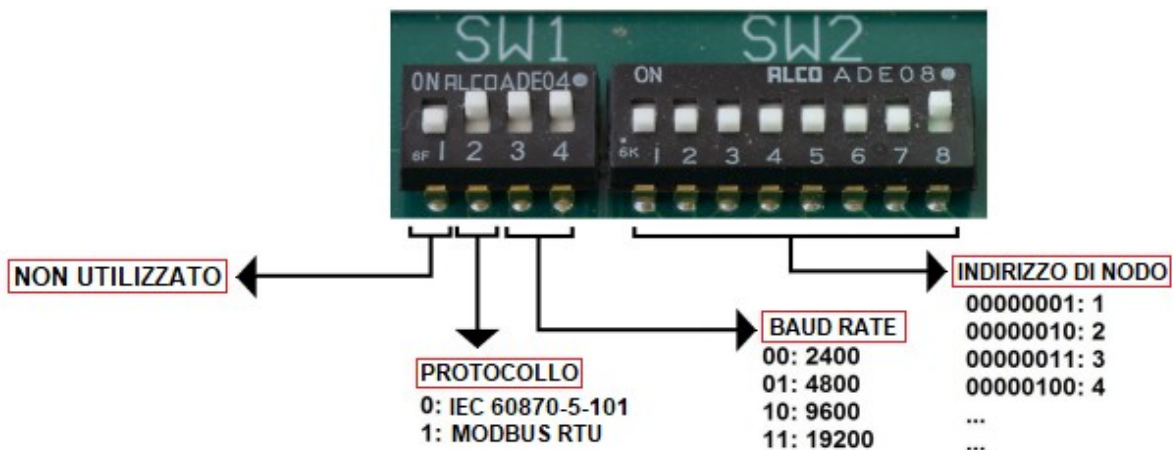 SW1 SW2
ON ALCO ADE04
ON ALCO ADE08
6F 1 2 3 4
6K 1 2 3 4 5 6 7 8
NON UTILIZZATO
PROTOCOLLO
0: IEC 60870-5-101
1: MODBUS RTU
BAUD RATE
00: 2400
01: 4800
10: 9600
11: 19200
INDIRIZZO DI NODO
00000001: 1
00000010: 2
00000011: 3
00000100: 4
...
...